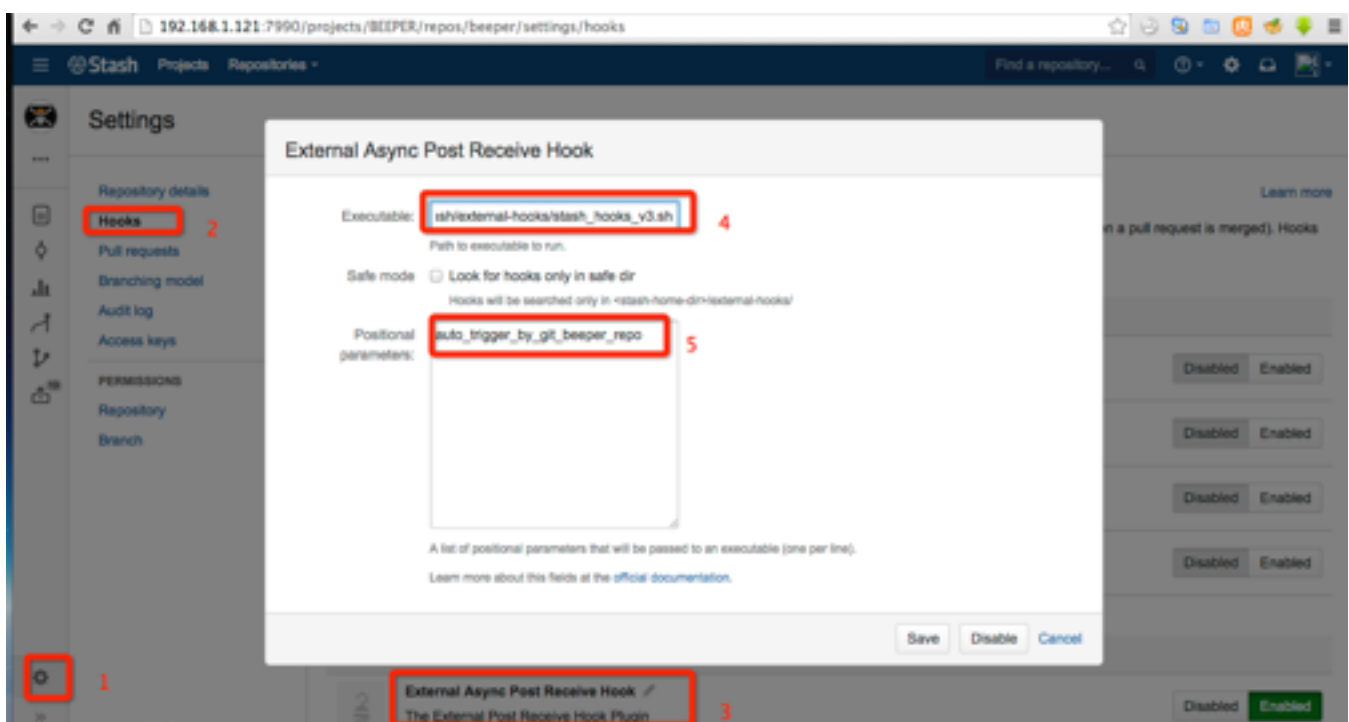 192.168.1.121:7990/projects/BEEPER/repos/beeper/settings/hooks
Stash Projects Repositories Find a repository...
Settings
External Async Post Receive Hook
Repository details
Learn more
Hooks
2
Executable: ish/external-hooks/stash_hooks_v3.sh
4
n a pull request is merged). Hooks
Pull requests
Path to executable to run.
Branching model
Safe mode Look for hooks only in safe dir
Hooks will be searched only in <stash-home-dir>/external-hooks/
Audit log
Access keys
Positional parameters:
auto_trigger_by_git_beeper_repo
5
PERMISSIONS
Disabled Enabled
Repository
Branch
Disabled Enabled
Disabled Enabled
A list of positional parameters that will be passed to an executable (one per line).
Disabled Enabled
Learn more about this fields at the official documentation.
Save Disable Cancel
1
External Async Post Receive Hook
The External Post Receive Hook Plugin
3
Disabled Enabled